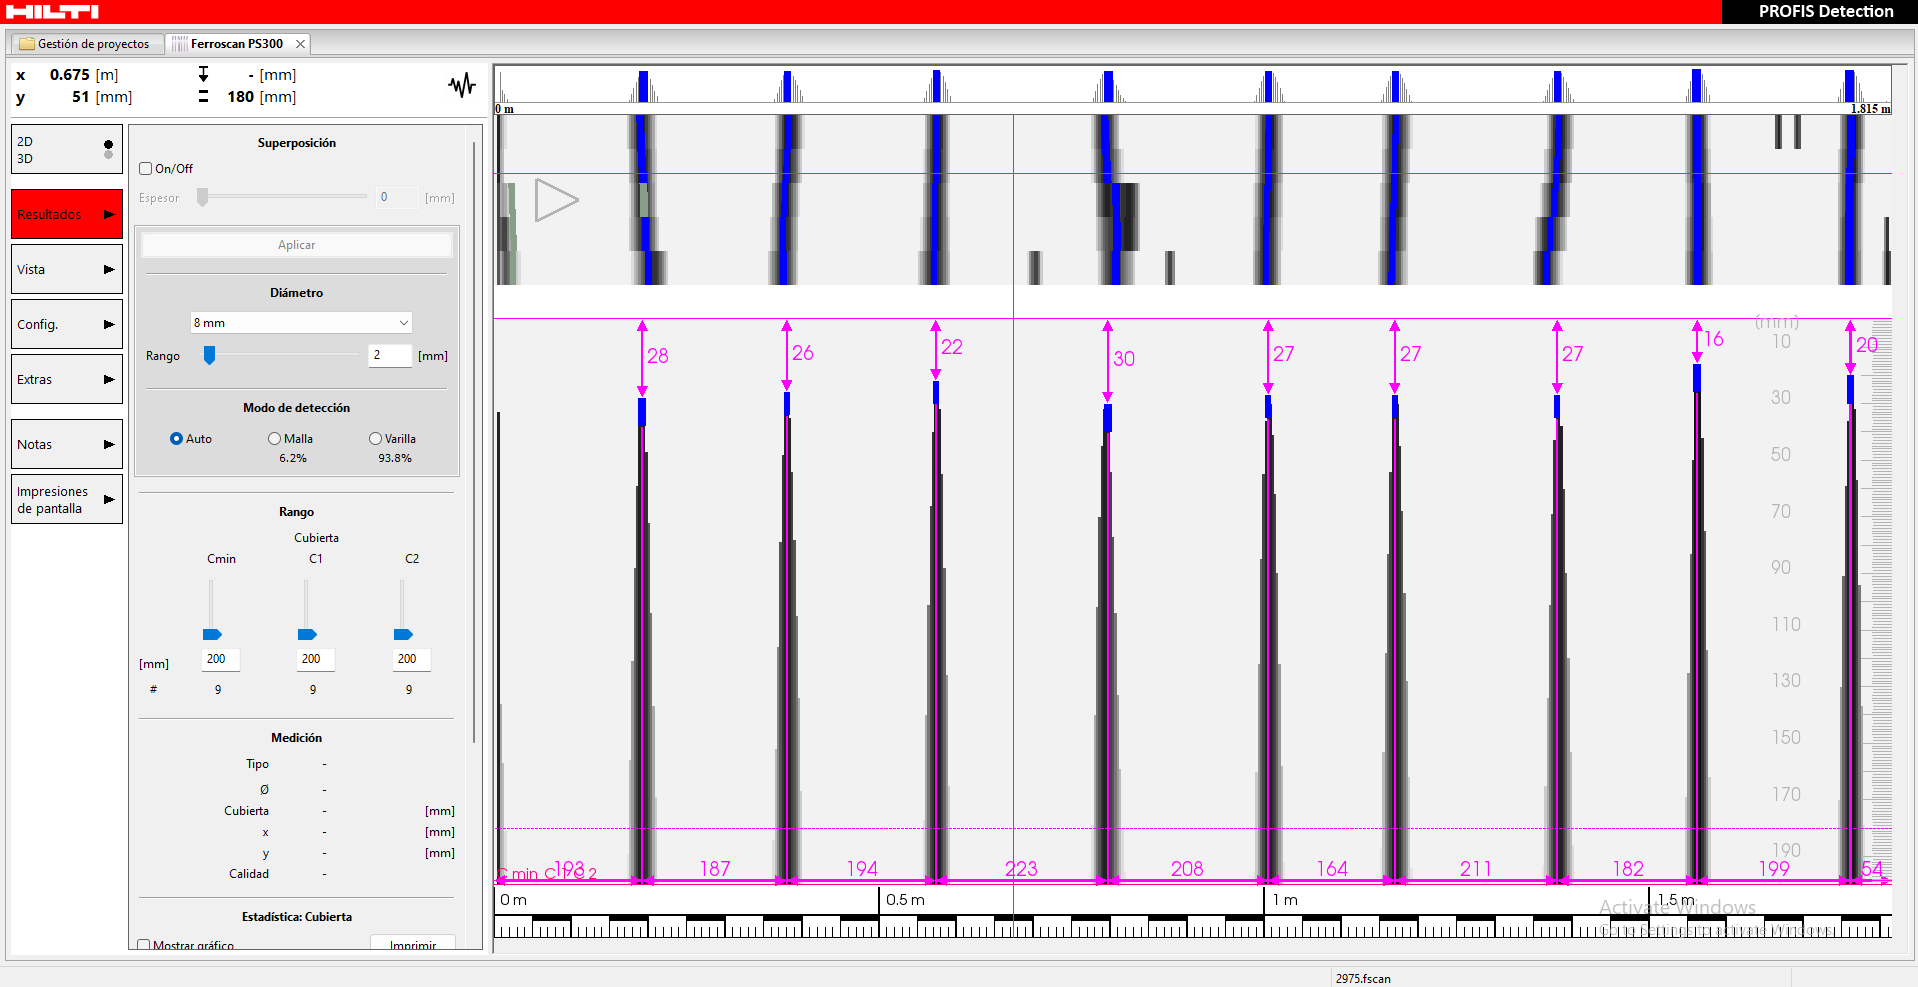 HILTI
PROFIS Detection
Gestión de proyectos
Ferroscan PS300
x 0.675 [m] - [mm]
y 51 [mm] 180 [mm]
2D
3D
Resultados
Vista
Config.
Extras
Notas
Impresiones
de pantalla
Superposición
On/Off
Espesor 0 [mm]
Aplicar
Diámetro
8 mm
Rango 2 [mm]
Modo de detección
Auto Malla Varilla
6.2% 93.8%
Rango
Cubierta
Cmin C1 C2
[mm] 200 200 200
# 9 9 9
Medición
Tipo -
Ø -
Cubierta - [mm]
x - [mm]
y - [mm]
Calidad -
Estadística: Cubierta
Mostrar gráfico Imprimir
0 m 1.815 m
28 26 22 30 27 27 27 16 20
(mm)
10
30
50
70
90
110
130
150
170
190
C min C 1 C 2
193 187 194 223 208 164 211 182 199 54
0 m 0.5 m 1 m 1.5 m
Activate Windows
Go to Settings to activate Windows.
2975.fscan